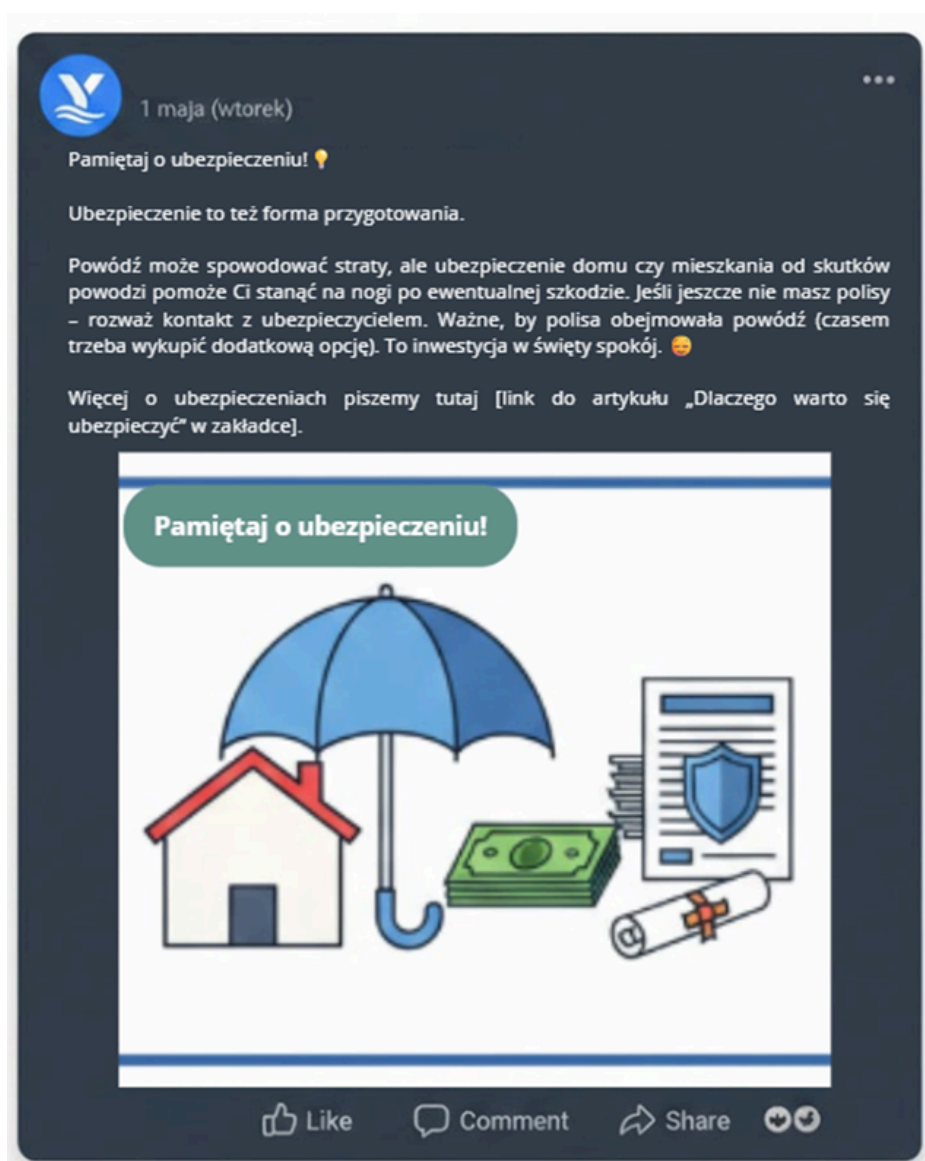 1 maja (wtorek)
Pamiętaj o ubezpieczeniu!
Ubezpieczenie to też forma przygotowania.
Powódź może spowodować straty, ale ubezpieczenie domu czy mieszkania od skutków
powodzi pomoże Ci stanąć na nogi po ewentualnej szkodzie. Jeśli jeszcze nie masz polisy
– rozważ kontakt z ubezpieczycielem. Ważne, by polisa obejmowała powódź (czasem
trzeba wykupić dodatkową opcję). To inwestycja w święty spokój. 😅
Więcej o ubezpieczeniach piszemy tutaj [link do artykułu „Dlaczego warto się
ubezpieczyć” w zakładce].
Pamiętaj o ubezpieczeniu!
Like Comment Share